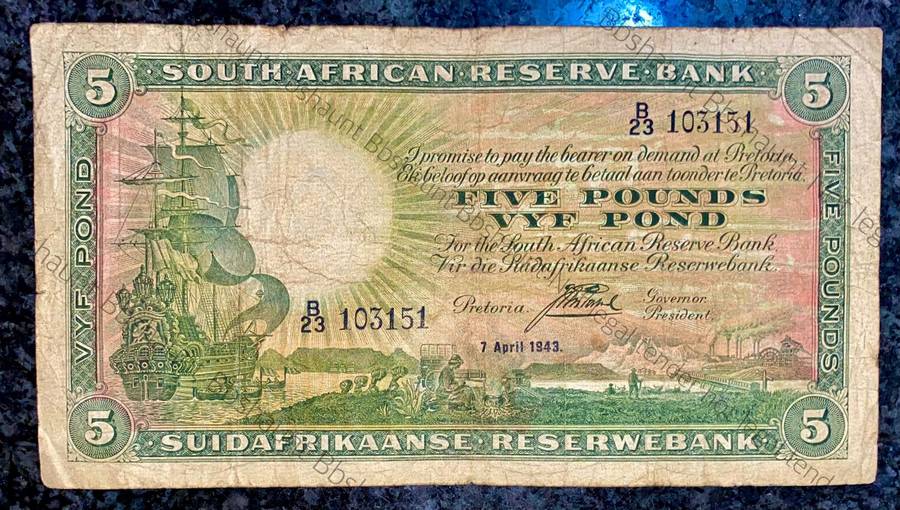 SOUTH · AFRICAN · RESERVE · BANK
5
5
B/23 103151
I promise to pay the bearer on demand at Pretoria,
Ek beloof op aanvraag te betaal aan toonder te Pretoria.
FIVE POUNDS
VYF POND
For the South African Reserve Bank
Vir die Suidafrikaanse Reserwebank.
VYF POND
FIVE POUNDS
B/23 103151
Pretoria.
Governor.
President.
7 April 1943.
5
5
SUIDAFRIKAANSE · RESERWEBANK